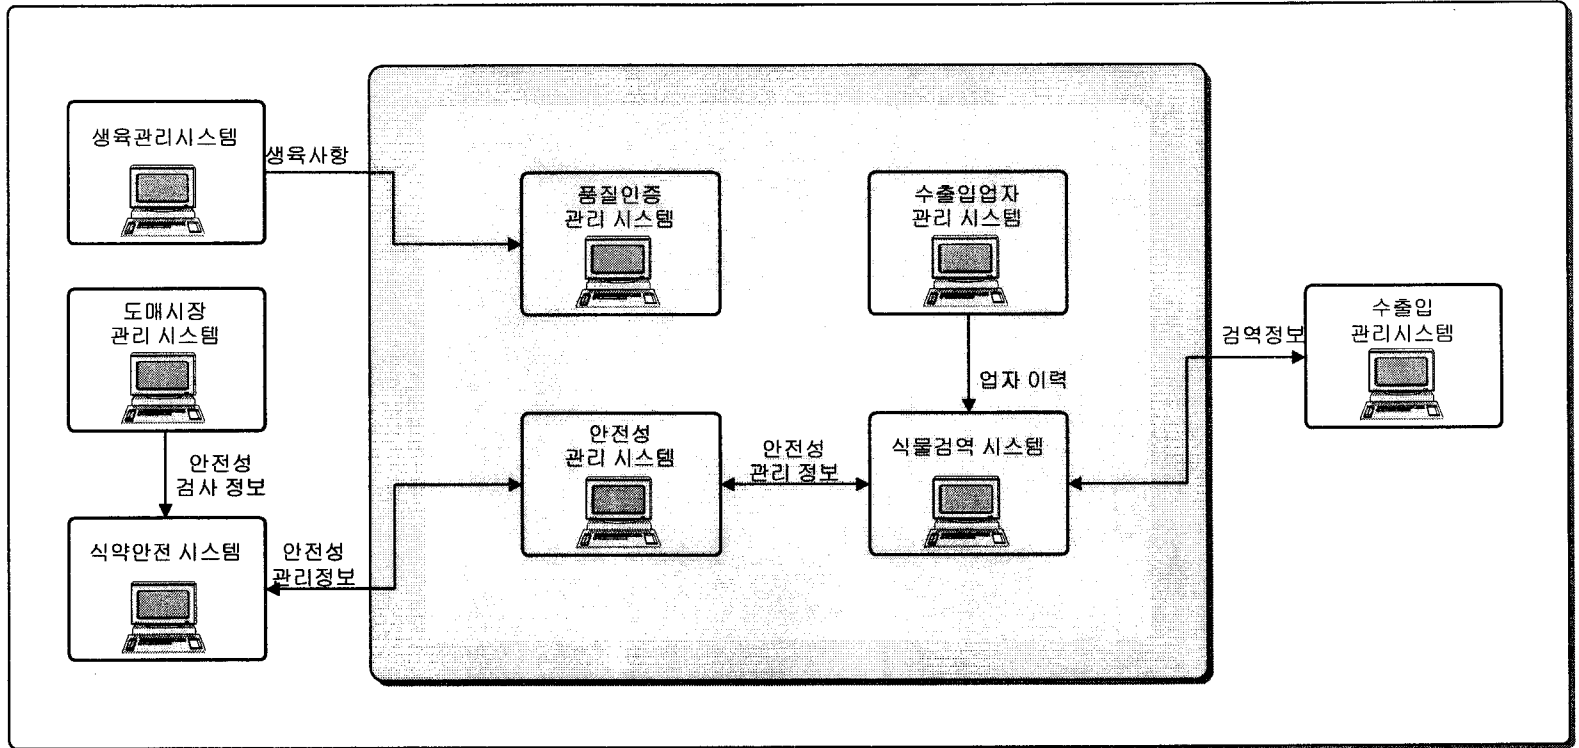 생육관리시스템
생육사항
품질인증
관리 시스템
수출입업자
관리 시스템
도매시장
관리 시스템
수출입
관리시스템
검역정보
업자 이력
안전성
검사 정보
안전성
관리 시스템
안전성
관리 정보
식물검역 시스템
식약안전 시스템
안전성
관리정보